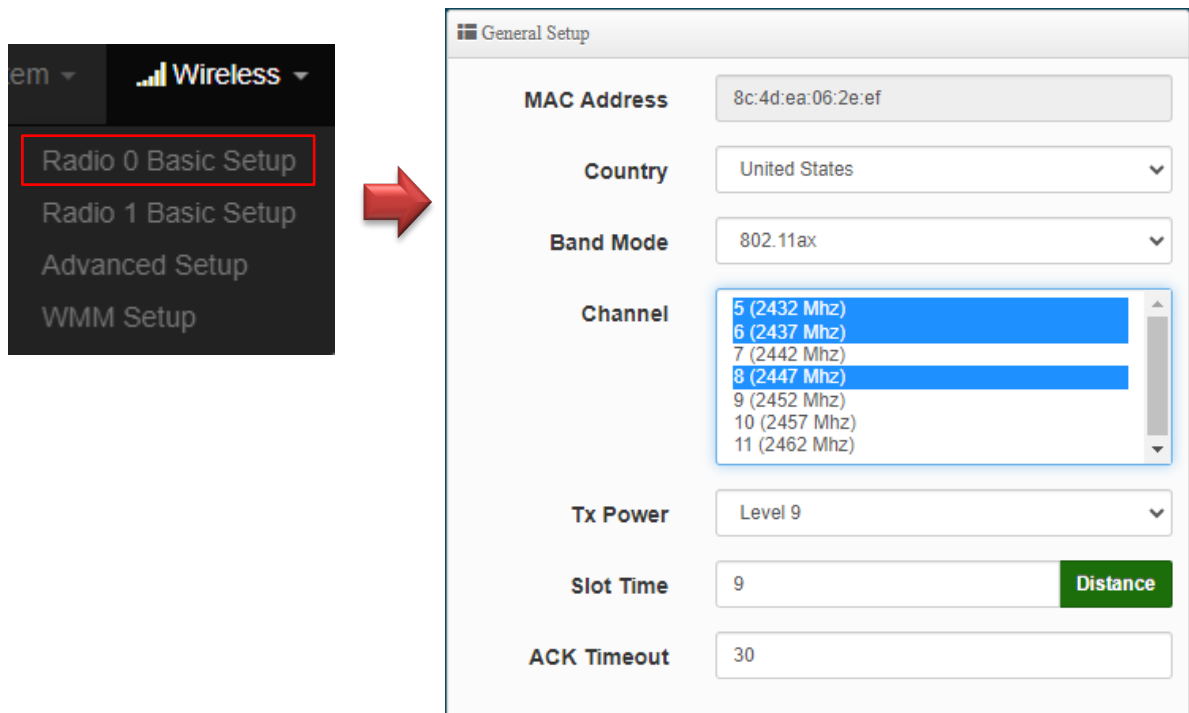 em
Wireless
Radio 0 Basic Setup
Radio 1 Basic Setup
Advanced Setup
WMM Setup
General Setup
MAC Address 8c:4d:ea:06:2e:ef
Country United States
Band Mode 802.11ax
Channel
5 (2432 Mhz)
6 (2437 Mhz)
7 (2442 Mhz)
8 (2447 Mhz)
9 (2452 Mhz)
10 (2457 Mhz)
11 (2462 Mhz)
Tx Power Level 9
Slot Time 9 Distance
ACK Timeout 30